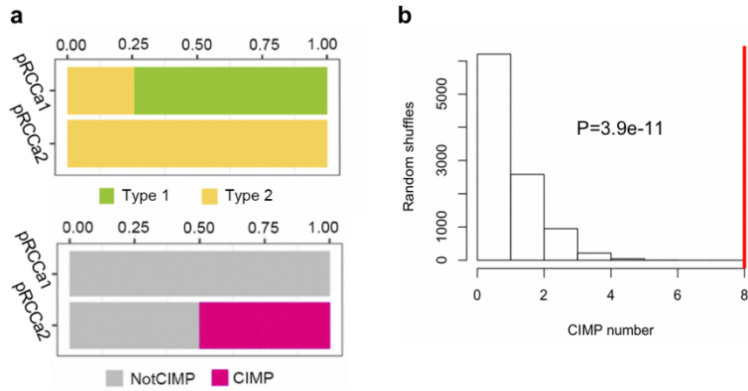 a
0.00 0.25 0.50 0.75 1.00
pRCCa1
pRCCa2
Type 1 Type 2
0.00 0.25 0.50 0.75 1.00
pRCCa1
pRCCa2
NotCIMP CIMP
b
Random shuffles
5000
3000
1000
0
P=3.9e-11
0 2 4 6 8
CIMP number